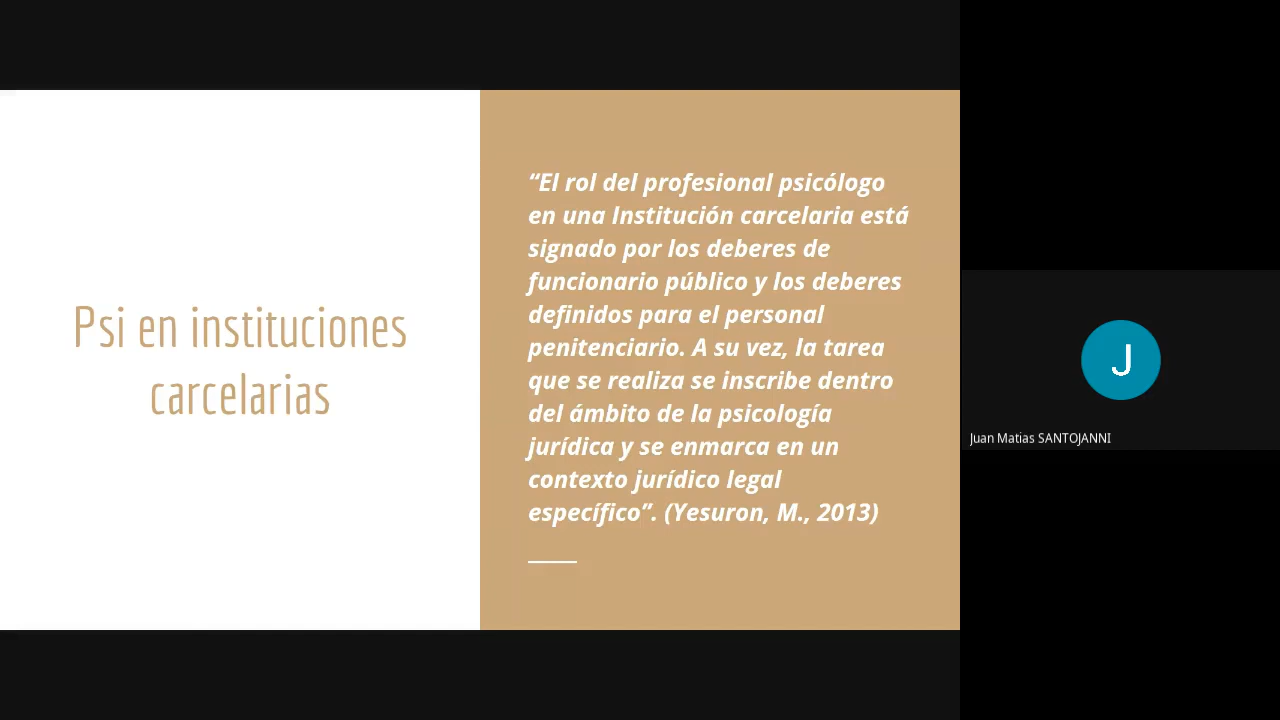 Psi en instituciones
carcelarias
“El rol del profesional psicólogo
en una Institución carcelaria está
signado por los deberes de
funcionario público y los deberes
definidos para el personal
penitenciario. A su vez, la tarea
que se realiza se inscribe dentro
del ámbito de la psicología
jurídica y se enmarca en un
contexto jurídico legal
específico”. (Yesuron, M., 2013)
J
Juan Matias SANTOJANNI